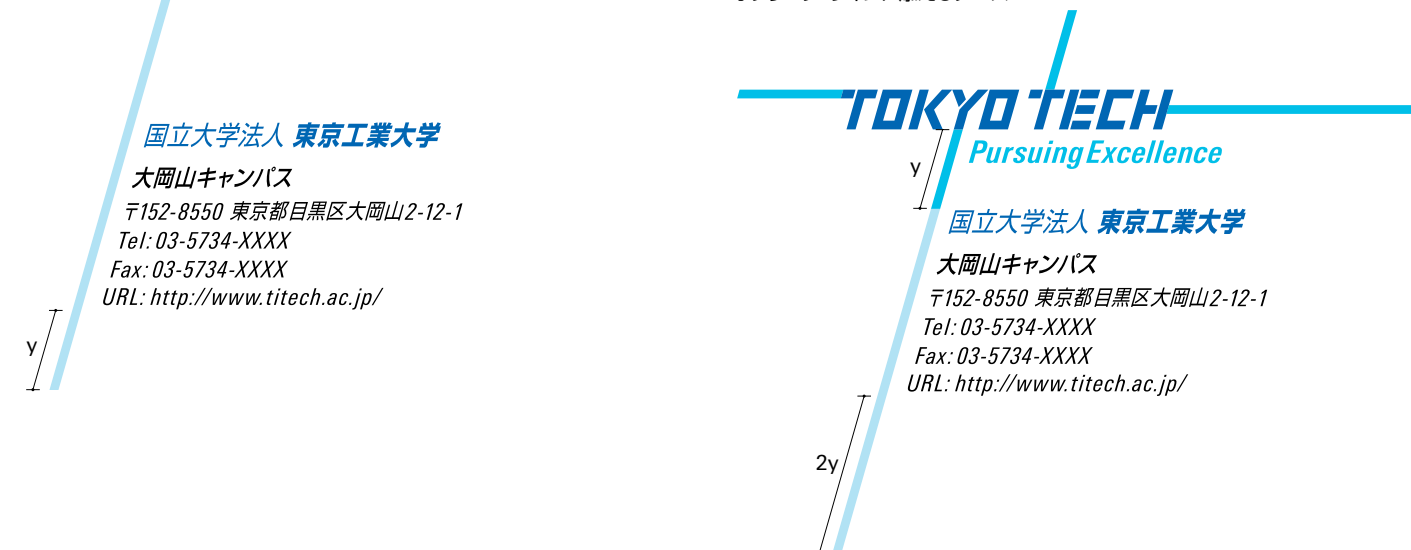 国立大学法人 東京工業大学
大岡山キャンパス
〒152-8550 東京都目黒区大岡山2-12-1
Tel: 03-5734-XXXX
Fax: 03-5734-XXXX
URL: http://www.titech.ac.jp/
y
TOKYO TECH
Pursuing Excellence
y
国立大学法人 東京工業大学
大岡山キャンパス
〒152-8550 東京都目黒区大岡山2-12-1
Tel: 03-5734-XXXX
Fax: 03-5734-XXXX
URL: http://www.titech.ac.jp/
2y